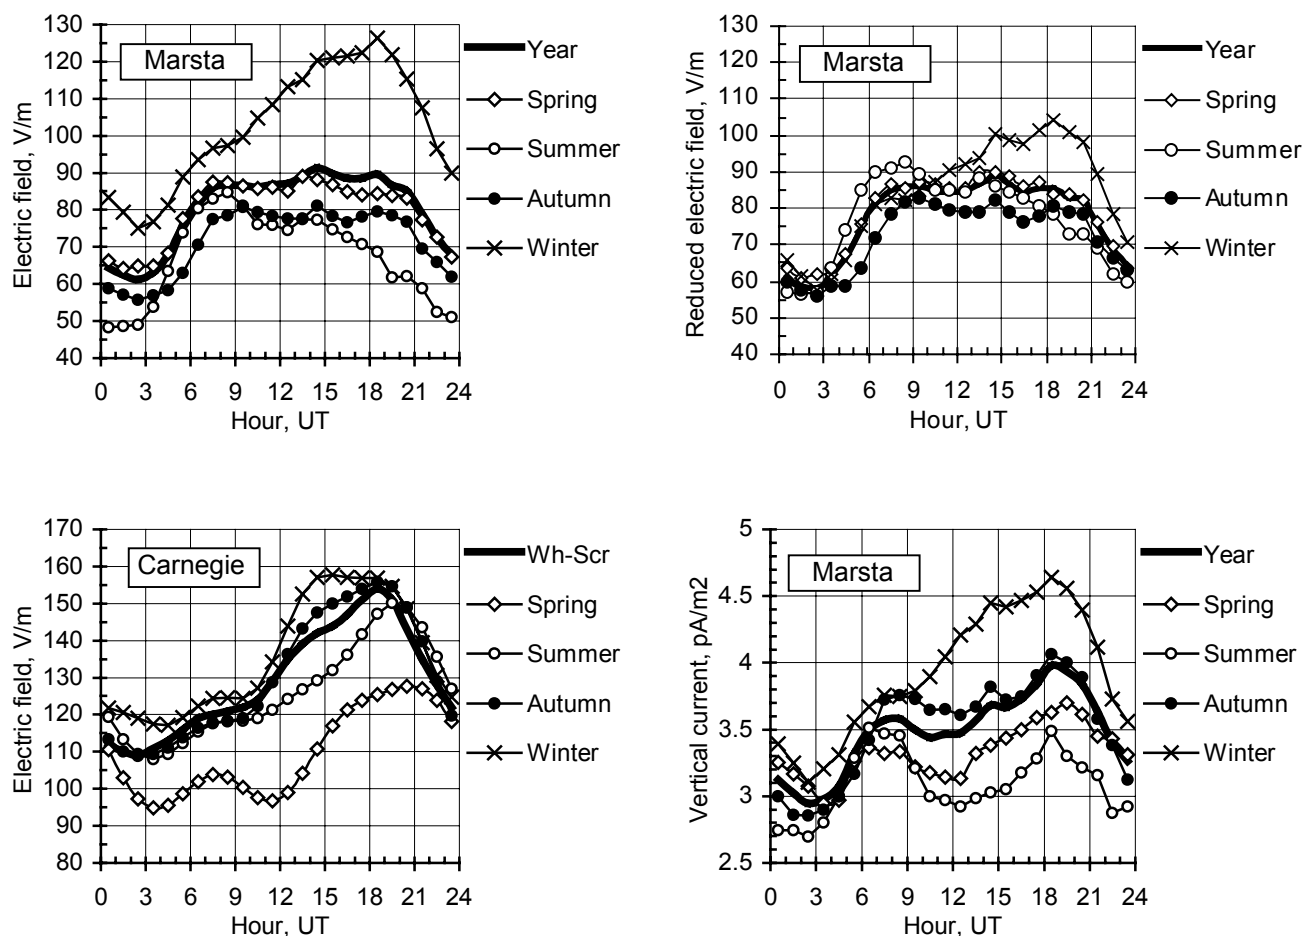 130
120
110
100
90
80
70
60
50
40
Electric field, V/m
Marsta
Year
Spring
Summer
Autumn
Winter
0 3 6 9 12 15 18 21 24
Hour, UT
130
120
110
100
90
80
70
60
50
40
Reduced electric field, V/m
Marsta
Year
Spring
Summer
Autumn
Winter
0 3 6 9 12 15 18 21 24
Hour, UT
170
160
150
140
130
120
110
100
90
80
Electric field, V/m
Carnegie
Wh-Scr
Spring
Summer
Autumn
Winter
0 3 6 9 12 15 18 21 24
Hour, UT
5
4.5
4
3.5
3
2.5
Vertical current, pA/m2
Marsta
Year
Spring
Summer
Autumn
Winter
0 3 6 9 12 15 18 21 24
Hour, UT